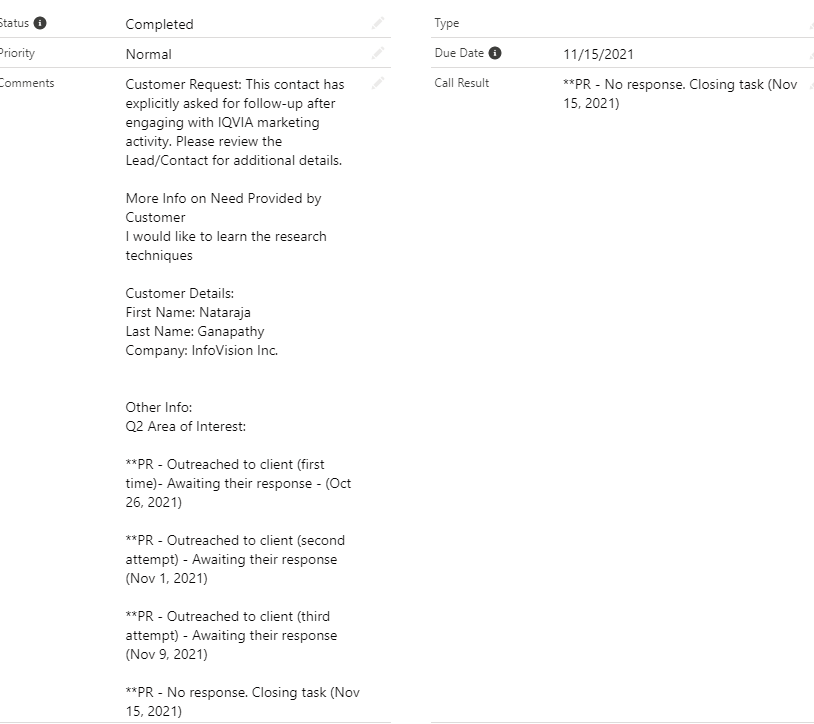 Status
Completed
Type
Priority
Normal
Due Date
11/15/2021
Comments
Customer Request: This contact has
explicitly asked for follow-up after
engaging with IQVIA marketing
activity. Please review the
Lead/Contact for additional details.
More Info on Need Provided by
Customer
I would like to learn the research
techniques
Customer Details:
First Name: Nataraja
Last Name: Ganapathy
Company: InfoVision Inc.
Other Info:
Q2 Area of Interest:
**PR - Outreached to client (first
time)- Awaiting their response - (Oct
26, 2021)
**PR - Outreached to client (second
attempt) - Awaiting their response
(Nov 1, 2021)
**PR - Outreached to client (third
attempt) - Awaiting their response
(Nov 9, 2021)
**PR - No response. Closing task (Nov
15, 2021)
Call Result
**PR - No response. Closing task (Nov
15, 2021)